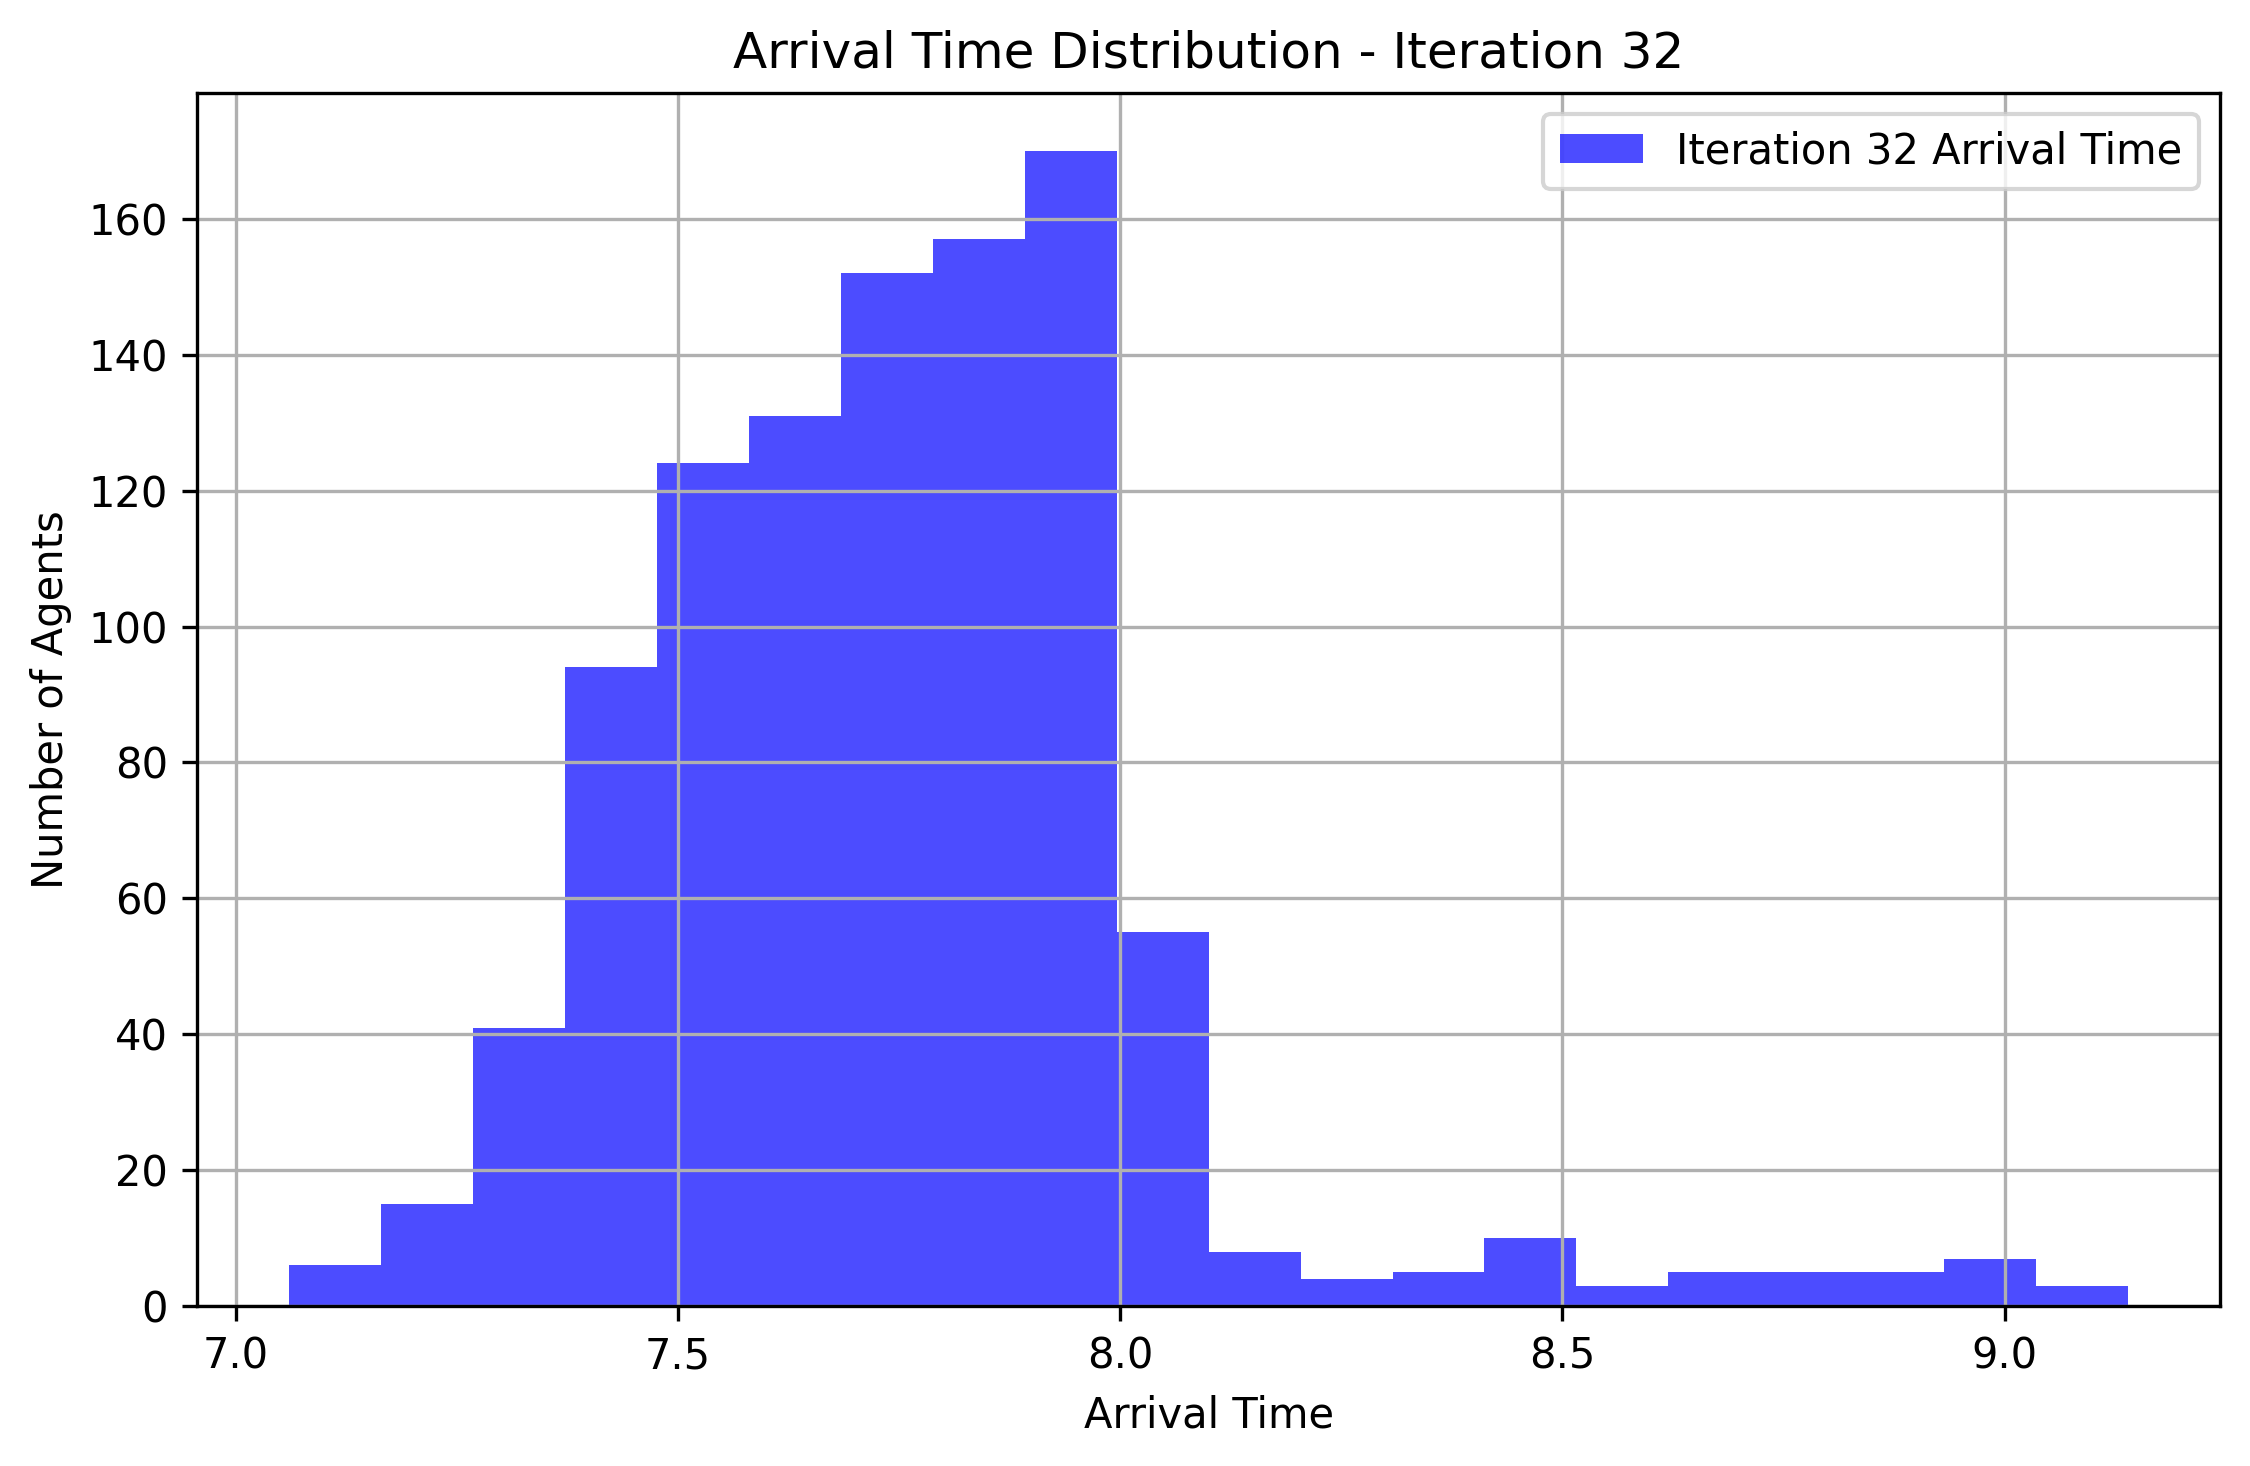 Arrival Time Distribution - Iteration 32
Iteration 32 Arrival Time
Number of Agents
160
140
120
100
80
60
40
20
0
7.0 7.5 8.0 8.5 9.0
Arrival Time